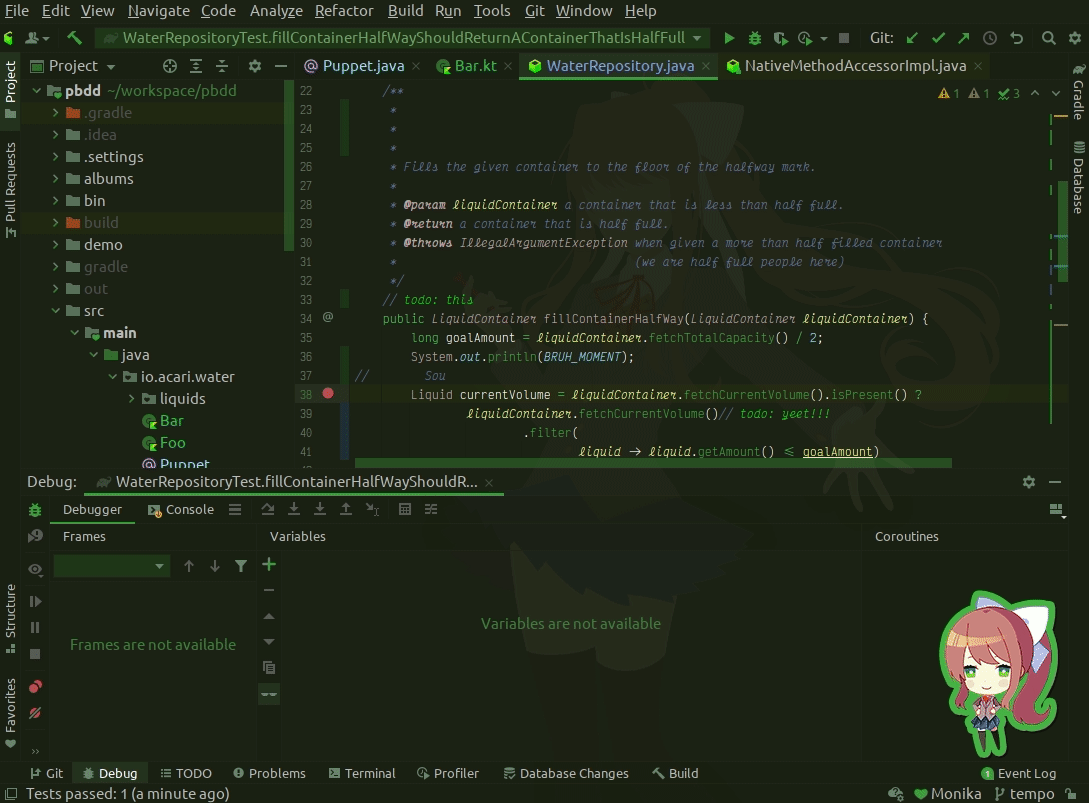 File Edit View Navigate Code Analyze Refactor Build Run Tools Git Window Help
WaterRepositoryTest.fillContainerHalfWayShouldReturnAContainerThatIsHalfFull Git:
Project
Puppet.java Bar.kt WaterRepository.java NativeMethodAccessorImpl.java
Project
Pull Requests
Structure
Favorites
pbdd ~/workspace/pbdd
.gradle
.idea
.settings
albums
bin
build
demo
gradle
out
src
main
java
io.acari.water
liquids
Bar
Foo
Puppet
1 1 3
22 /**
23 *
24 *
25 *
26 * Fills the given container to the floor of the halfway mark.
27 *
28 * @param liquidContainer a container that is less than half full.
29 * @return a container that is half full.
30 * @throws IllegalArgumentException when given a more than half filled container
31 * (we are half full people here)
32 */
33 // todo: this
34 @ public LiquidContainer fillContainerHalfWay(LiquidContainer liquidContainer) {
35 long goalAmount = liquidContainer.fetchTotalCapacity() / 2;
36 System.out.println(BRUH_MOMENT);
37 // Sou
38 Liquid currentVolume = liquidContainer.fetchCurrentVolume().isPresent() ?
39 liquidContainer.fetchCurrentVolume()// todo: yeet!!!
40 .filter(
41 liquid → liquid.getAmount() ≤ goalAmount)
Gradle
Database
Debug: WaterRepositoryTest.fillContainerHalfWayShouldR...
Debugger Console
Frames Variables Coroutines
Frames are not available
Variables are not available
Git Debug TODO Problems Terminal Profiler Database Changes Build 1 Event Log
Tests passed: 1 (a minute ago) Monika tempo